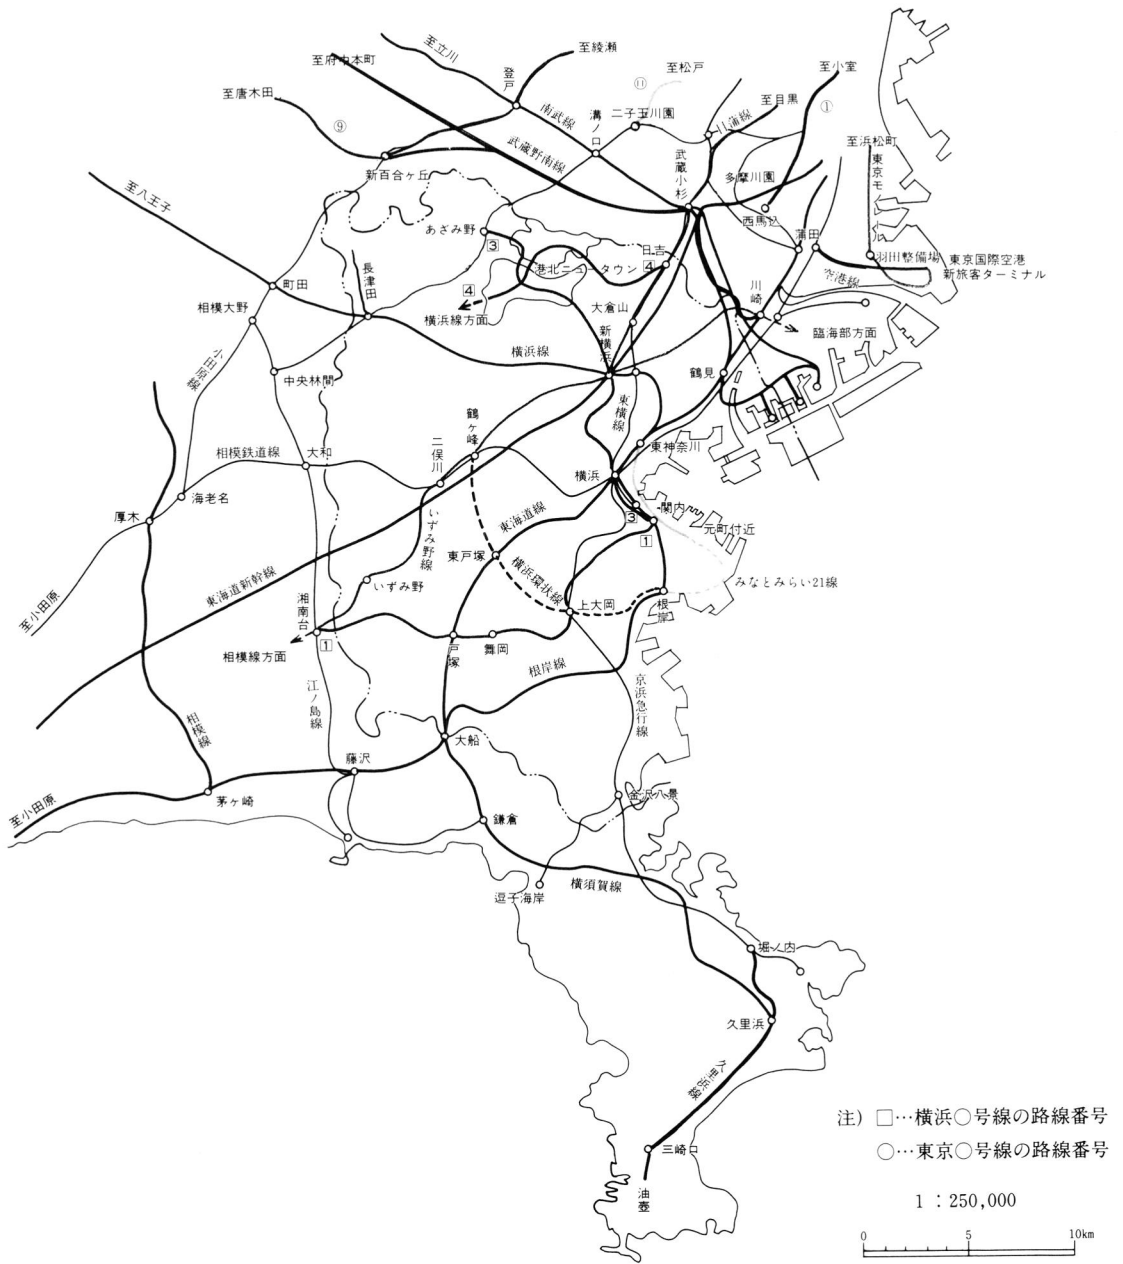 至立川
至綾瀬
至府中本町
登戸
至松戸
至小室
至唐木田
⑪
至目黒
①
南武線
溝ノ口
二子玉川園
目蒲線
⑨
武蔵野南線
武蔵小杉
至浜松町
東京モノレール
新百合ヶ丘
多摩川園
至八王子
西馬込
あざみ野
3
日吉
蒲田
羽田整備場
東京国際空港
新旅客ターミナル
港北ニュータウン
4
空港線
長津田
町田
4
川崎
相模大野
横浜線方面
大倉山
臨海部方面
新横浜
小田原線
横浜線
鶴見
中央林間
東横線
鶴ヶ峰
二俣川
東神奈川
相模鉄道線
大和
横浜
海老名
関内
厚木
いずみ野線
東海道線
3
元町付近
1
東戸塚
横浜環状線
みなとみらい21線
東海道新幹線
いずみ野
至小田原
湘南台
上大岡
根岸
1
戸塚
舞岡
相模線方面
根岸線
京浜急行線
江ノ島線
相模線
大船
藤沢
茅ヶ崎
金沢八景
至小田原
鎌倉
横須賀線
逗子海岸
堀ノ内
久里浜
久里浜線
三崎口
油壺
注) □…横浜○号線の路線番号
○…東京○号線の路線番号
1：250,000
0 5 10km